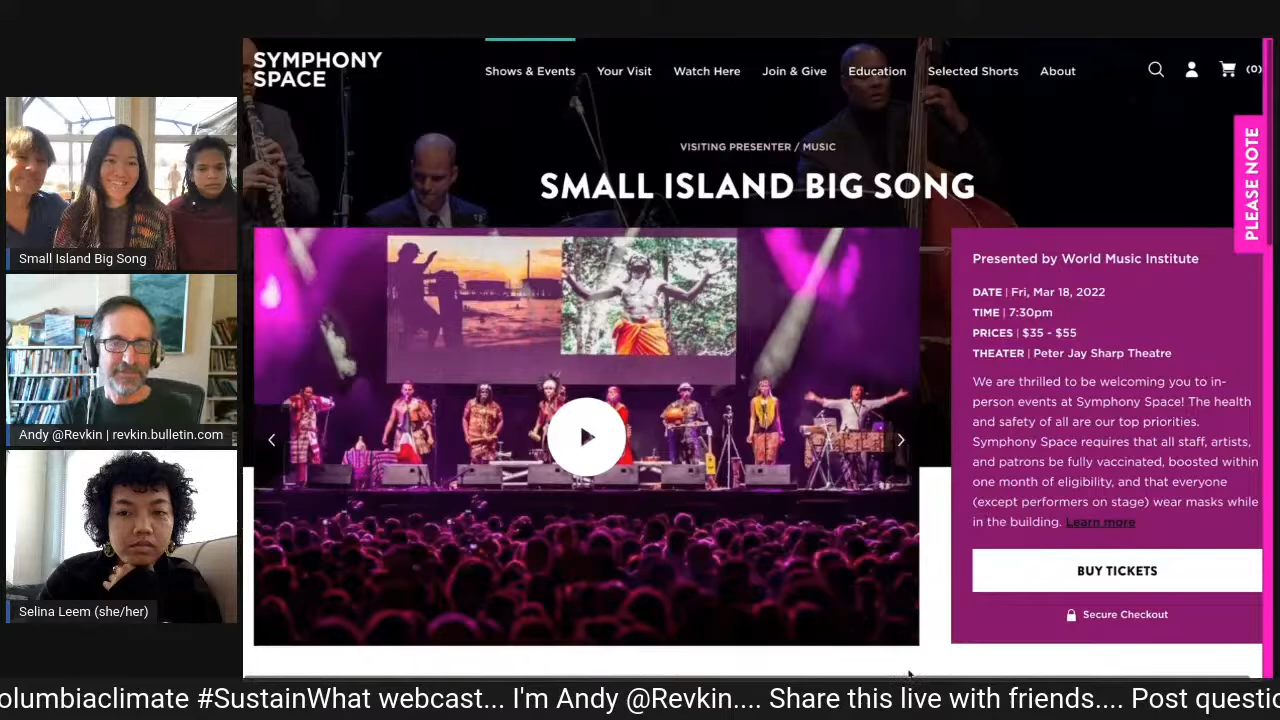 SYMPHONY
SPACE
Shows & Events Your Visit Watch Here Join & Give Education Selected Shorts About
(0)
PLEASE NOTE
VISITING PRESENTER / MUSIC
SMALL ISLAND BIG SONG
Presented by World Music Institute
DATE | Fri, Mar 18, 2022
TIME | 7:30pm
PRICES | $35 - $55
THEATER | Peter Jay Sharp Theatre
We are thrilled to be welcoming you to in-
person events at Symphony Space! The health
and safety of all are our top priorities.
Symphony Space requires that all staff, artists,
and patrons be fully vaccinated, boosted within
one month of eligibility, and that everyone
(except performers on stage) wear masks while
in the building. Learn more
BUY TICKETS
Secure Checkout
Small Island Big Song
Andy @Revkin | revkin.bulletin.com
Selina Leem (she/her)
olumbiaclimate #SustainWhat webcast... I'm Andy @Revkin.... Share this live with friends.... Post questio